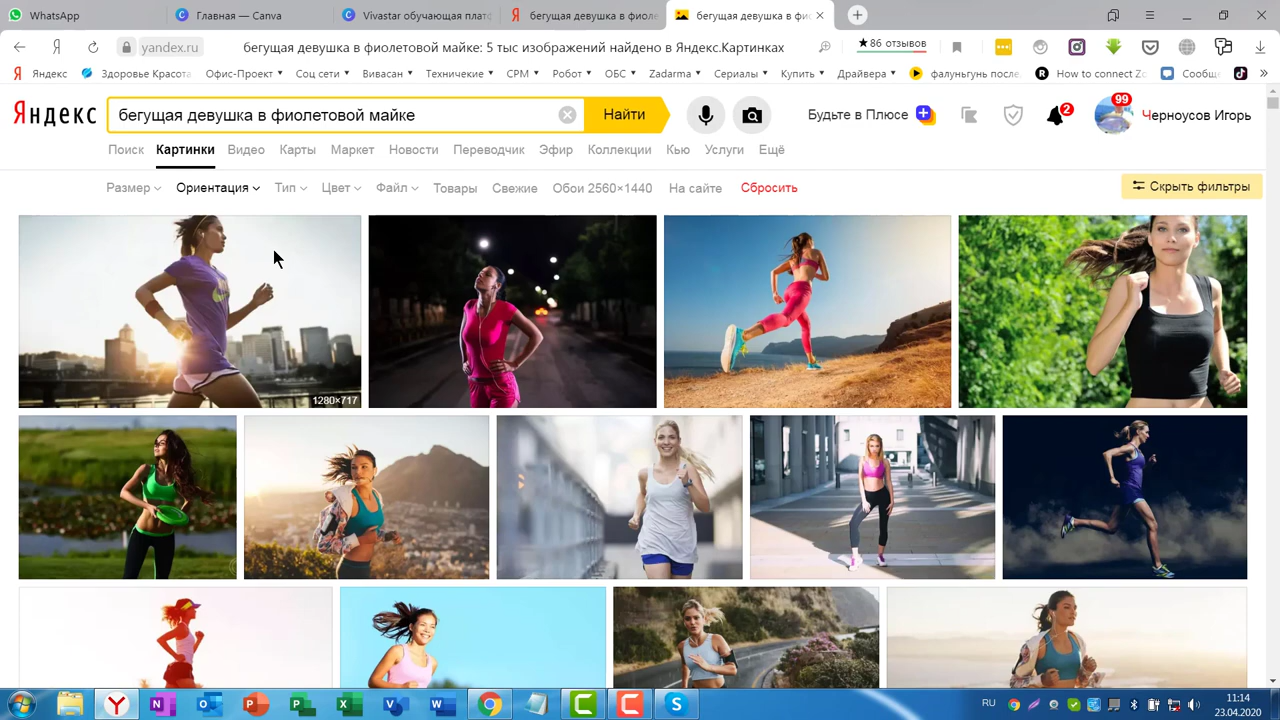 WhatsApp
Главная – Canva
Vivastar обучающая платф
бегущая девушка в фиоле
бегущая девушка в фи
yandex.ru
бегущая девушка в фиолетовой майке: 5 тыс изображений найдено в Яндекс.Картинках
★86 отзывов
Яндекс
Здоровье Красота
Офис-Проект
Соц сети
Вивасан
Техничекие
СРМ
Робот
ОБС
Zadarma
Сериалы
Купить
Драйвера
фалуньгунь после.
How to connect Zo
Сообщ
Яндекс
бегущая девушка в фиолетовой майке
Найти
Будьте в Плюсе
2
99
Черноусов Игорь
Поиск
Картинки
Видео
Карты
Маркет
Новости
Переводчик
Эфир
Коллекции
Кью
Услуги
Ещё
Размер
Ориентация
Тип
Цвет
Файл
Товары
Свежие
Обои 2560×1440
На сайте
Сбросить
Скрыть фильтры
1280×717
RU
11:14
23.04.2020